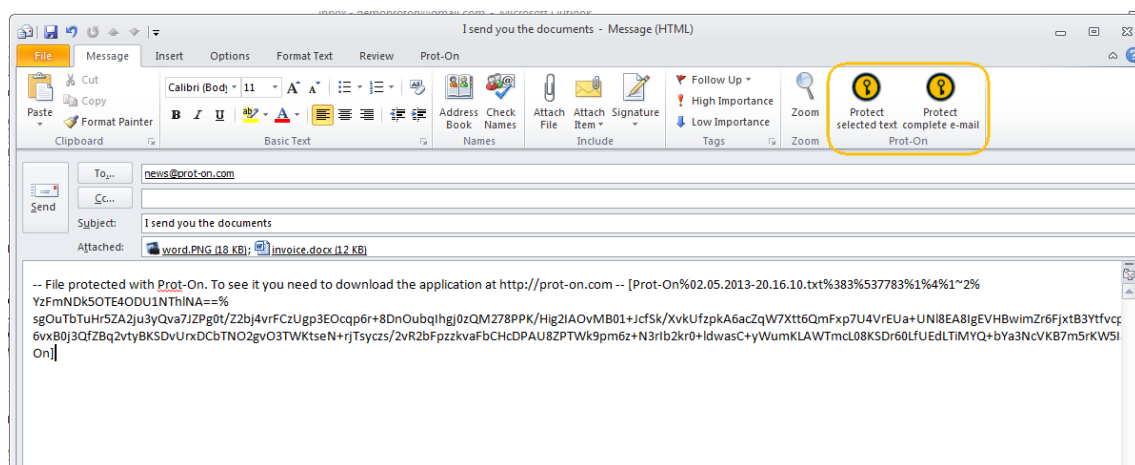 Inbox - demoproton@gmail.com - Microsoft Outlook
I send you the documents - Message (HTML)
File Message Insert Options Format Text Review Prot-On
Paste
Cut
Copy
Format Painter
Clipboard
Calibri (Body 11
B I U
Basic Text
Address Book
Check Names
Names
Attach File
Attach Item
Signature
Include
Follow Up
High Importance
Low Importance
Tags
Zoom
Zoom
Protect selected text
Protect complete e-mail
Prot-On
Send
To... news@prot-on.com
Cc...
Subject: I send you the documents
Attached: word.PNG (18 KB); invoice.docx (12 KB)
-- File protected with Prot-On. To see it you need to download the application at http://prot-on.com -- [Prot-On%02.05.2013-20.16.10.txt%383%537783%1%4%1~2%
YzFmNDk5OTE4ODU1NThlNA==%
sgOuTbTuHr5ZA2ju3yQva7JZPg0t/Z2bj4vrFCzUgp3EOcqp6r+8DnOubqIhgj0zQM278PPK/Hig2IAOvMB01+JcfSk/XvkUfzpkA6acZqW7Xtt6QmFxp7U4VrEUa+UNl8EA8IgEVHBwimZr6FjxtB3Ytfvcp
6vxB0j3QfZBq2vtyBKSDvUrxDCbTNO2gvO3TWKtseN+rjTsyczs/2vR2bFpzzkvaFbCHcDPAU8ZPTWk9pm6z+N3rIb2kr0+ldwasC+yWumKLAWTmcL08KSDr60LfUEdLTiMYQ+bYa3NcVKB7m5rKW5I
On]